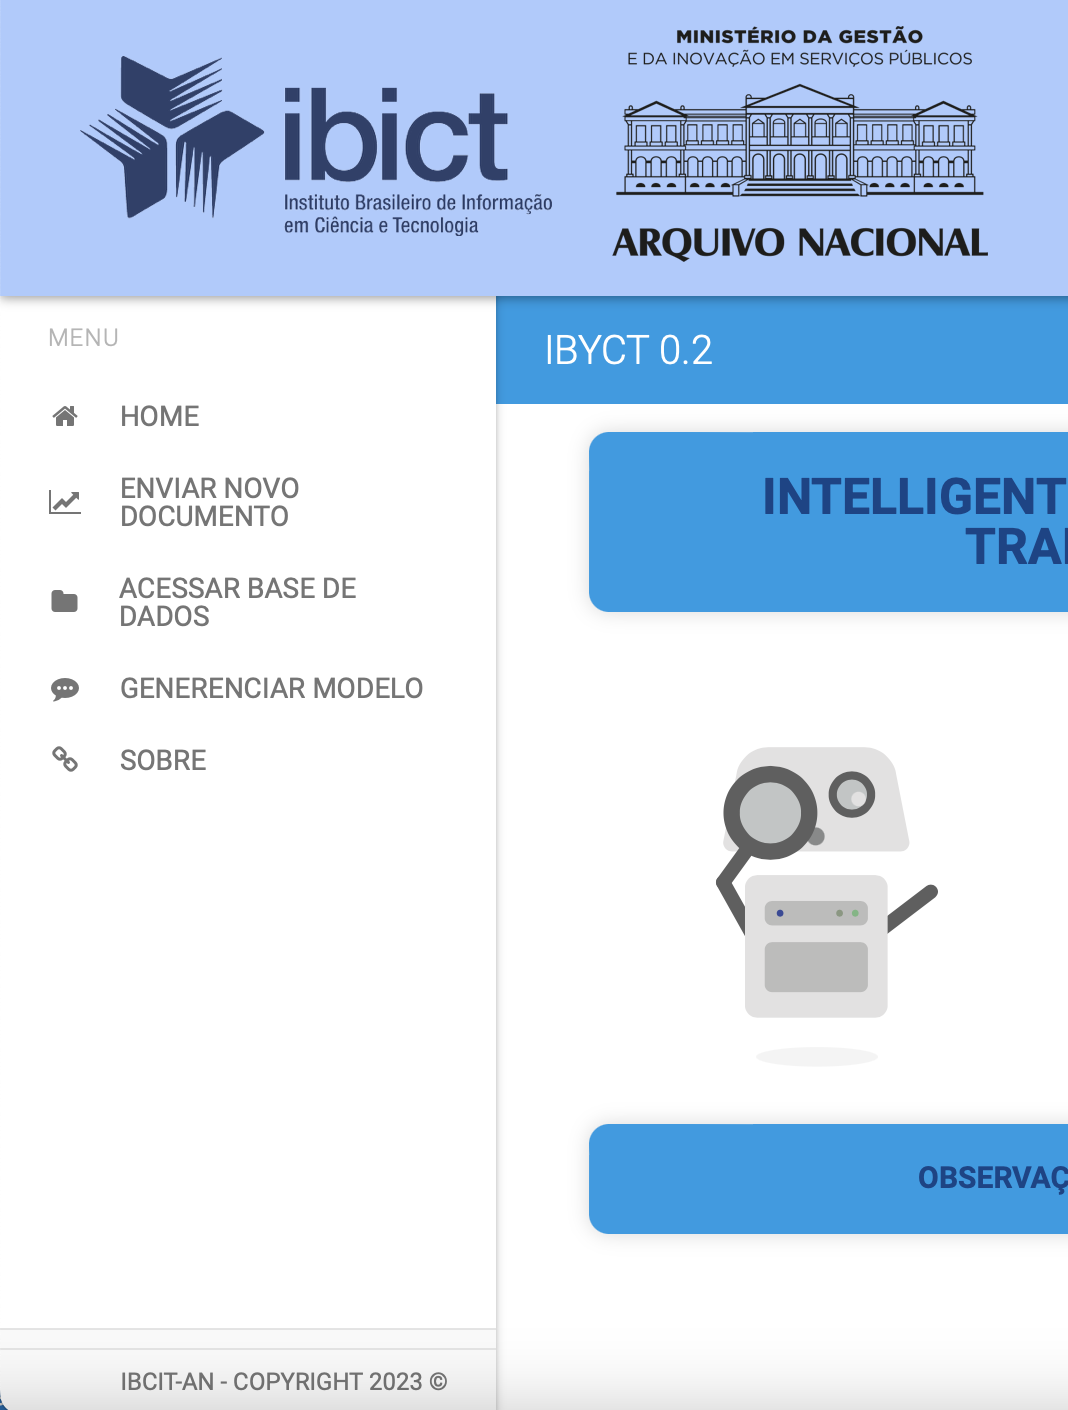 ibict
Instituto Brasileiro de Informação
em Ciência e Tecnologia
MINISTÉRIO DA GESTÃO
E DA INOVAÇÃO EM SERVIÇOS PÚBLICOS
ARQUIVO NACIONAL
MENU
HOME
ENVIAR NOVO
DOCUMENTO
ACESSAR BASE DE
DADOS
GENERENCIAR MODELO
SOBRE
IBCIT-AN - COPYRIGHT 2023 ©
IBYCT 0.2
INTELLIGENT
TRA
OBSERVAÇ